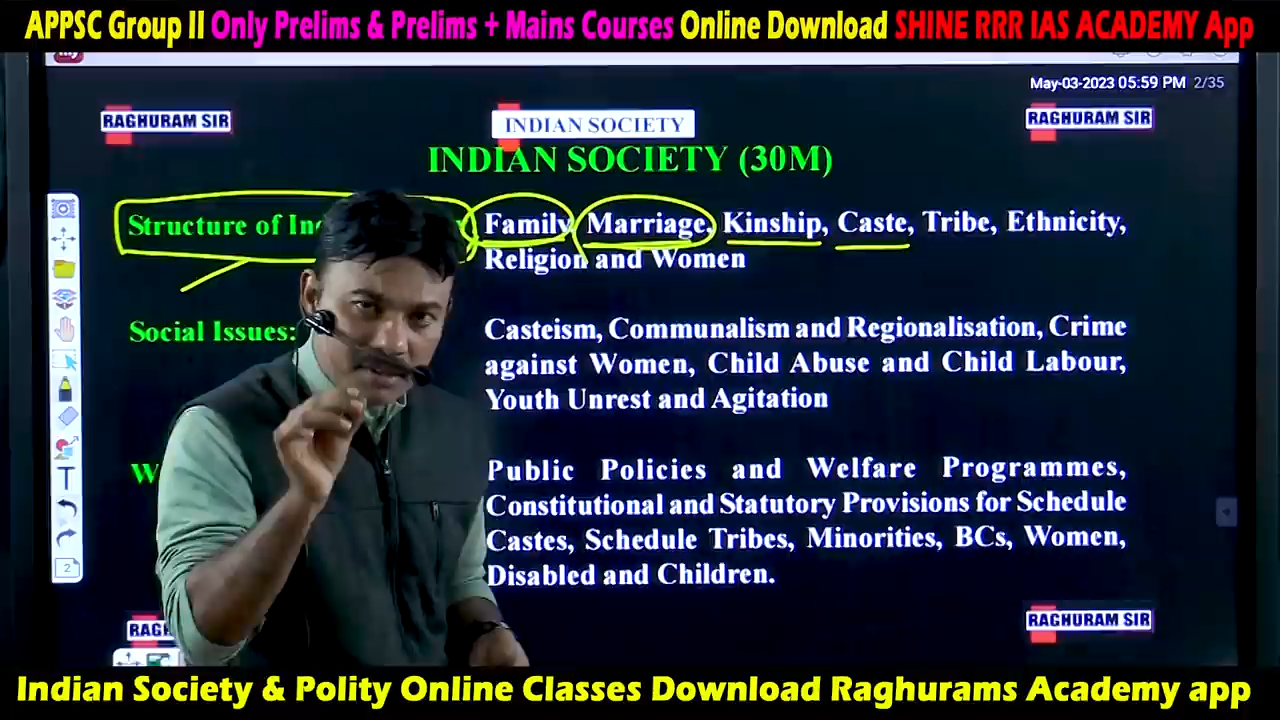 APPSC Group II Only Prelims & Prelims + Mains Courses Online Download SHINE RRR IAS ACADEMY App
May-03-2023 05:59 PM 2/35
RAGHURAM SIR
INDIAN SOCIETY
RAGHURAM SIR
INDIAN SOCIETY (30M)
Structure of
Family, Marriage, Kinship, Caste, Tribe, Ethnicity,
Religion and Women
Social Issues:
Casteism, Communalism and Regionalisation, Crime
against Women, Child Abuse and Child Labour,
Youth Unrest and Agitation
Public Policies and Welfare Programmes,
Constitutional and Statutory Provisions for Schedule
Castes, Schedule Tribes, Minorities, BCs, Women,
Disabled and Children.
T
2
RAGHURAM SIR
Indian Society & Polity Online Classes Download Raghurams Academy app